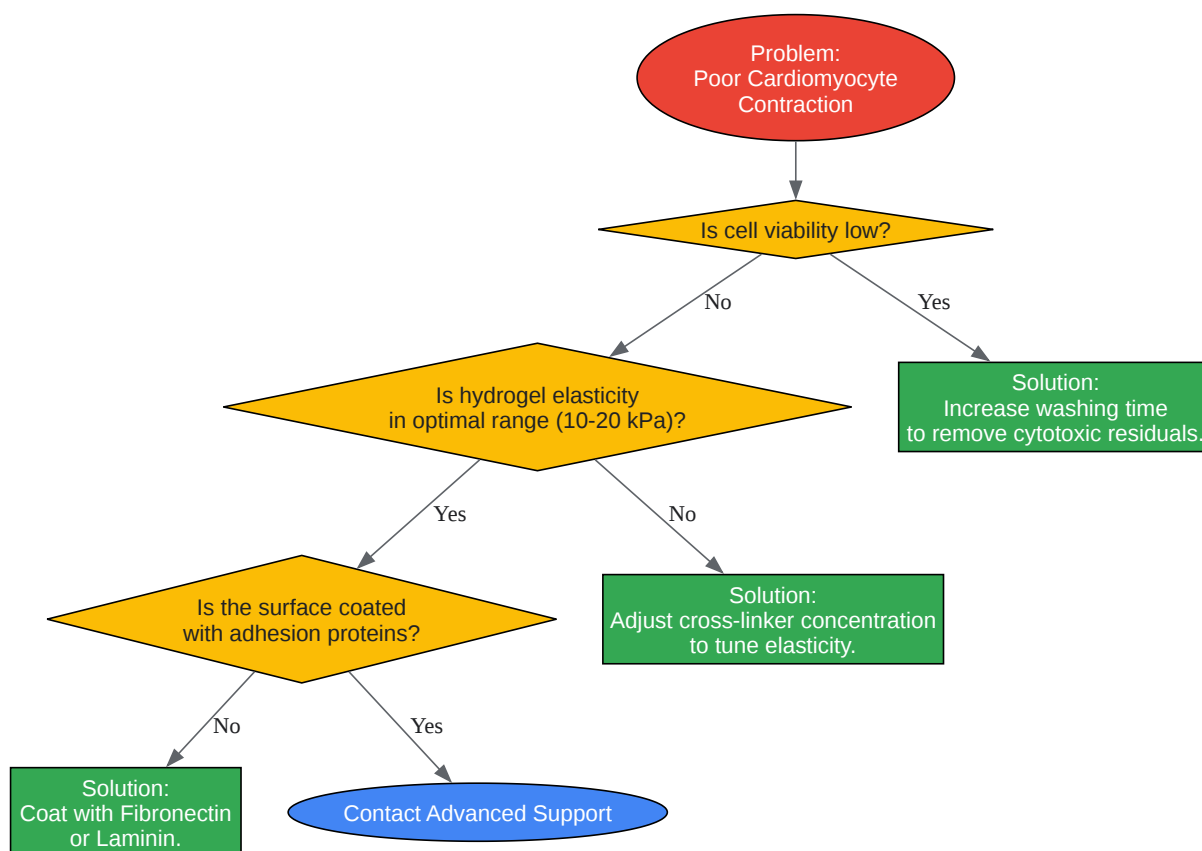 Problem:
Poor Cardiomyocyte
Contraction
Is cell viability low?
No
Yes
Is hydrogel elasticity
in optimal range (10-20 kPa)?
Solution:
Increase washing time
to remove cytotoxic residuals.
Yes
No
Is the surface coated
with adhesion proteins?
Solution:
Adjust cross-linker concentration
to tune elasticity.
No
Yes
Solution:
Coat with Fibronectin
or Laminin.
Contact Advanced Support